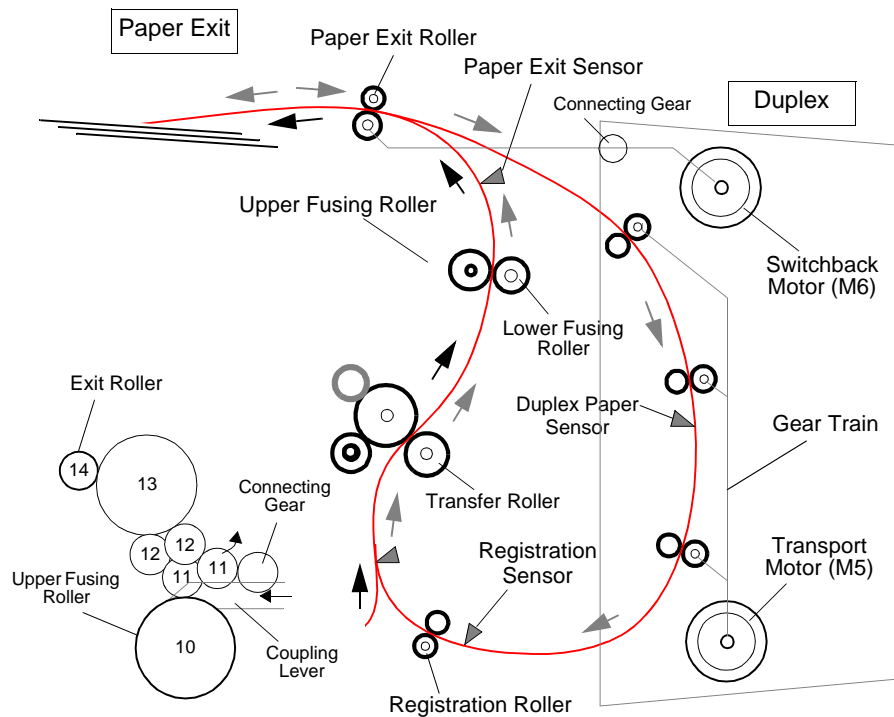 Paper Exit
Paper Exit Roller
Paper Exit Sensor
Connecting Gear
Duplex
Upper Fusing Roller
Switchback
Motor (M6)
Lower Fusing
Roller
Exit Roller
Duplex Paper
Sensor
Gear Train
14
13
Connecting
Gear
Transfer Roller
12
12
11
11
Registration
Sensor
Transport
Motor (M5)
Upper Fusing
Roller
10
Coupling
Lever
Registration Roller